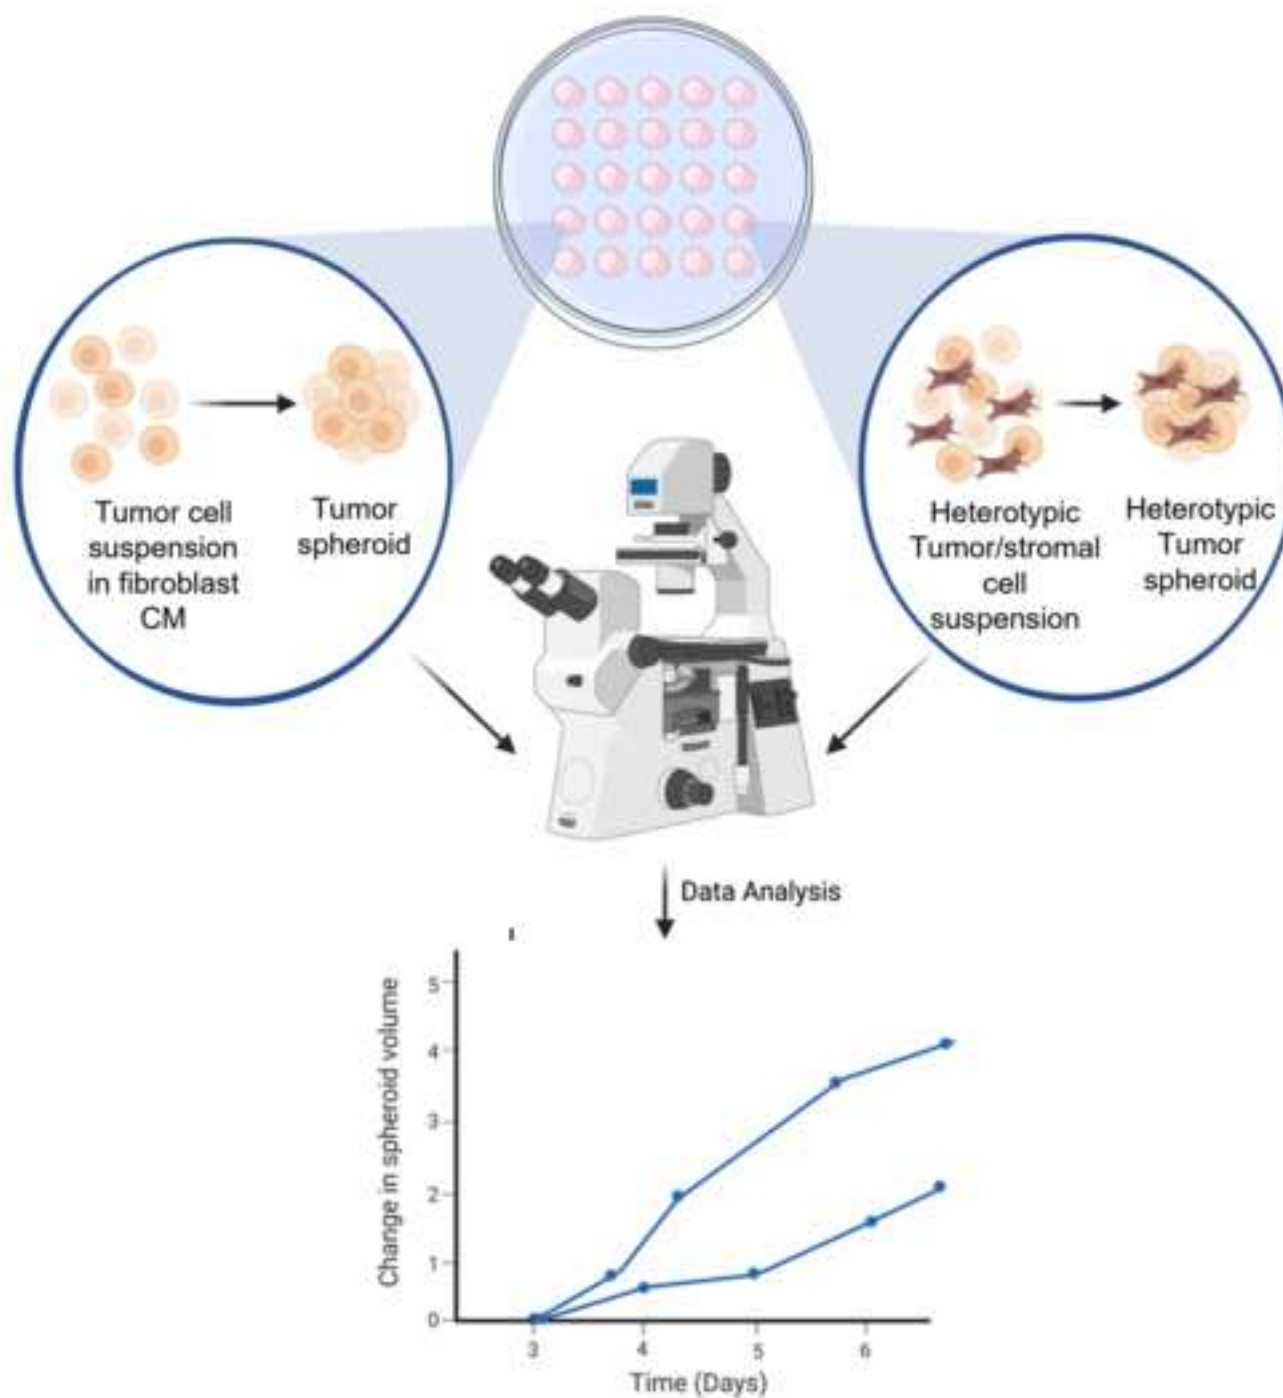 Tumor cell
suspension
in fibroblast
CM
Tumor
spheroid
Heterotypic
Tumor/stromal
cell
suspension
Heterotypic
Tumor
spheroid
Data Analysis
Change in spheroid volume
5
4
3
2
1
0
3 4 5 6
Time (Days)